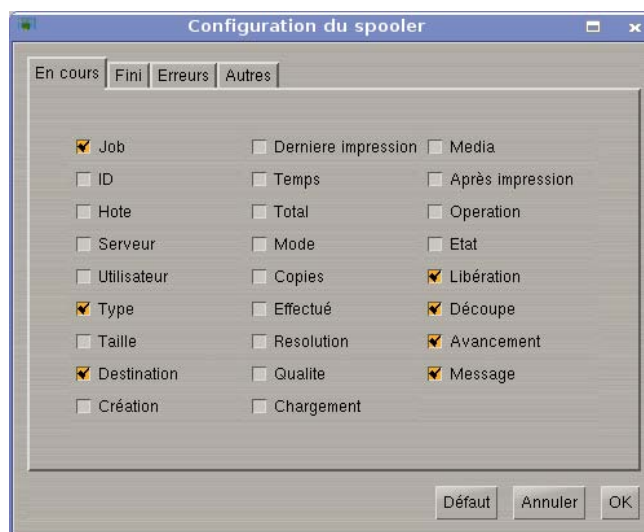 Configuration du spooler
En cours Fini Erreurs Autres
Job Derniere impression Media
ID Temps Après impression
Hote Total Operation
Serveur Mode Etat
Utilisateur Copies Libération
Type Effectué Découpe
Taille Resolution Avancement
Destination Qualite Message
Création Chargement
Défaut Annuler OK